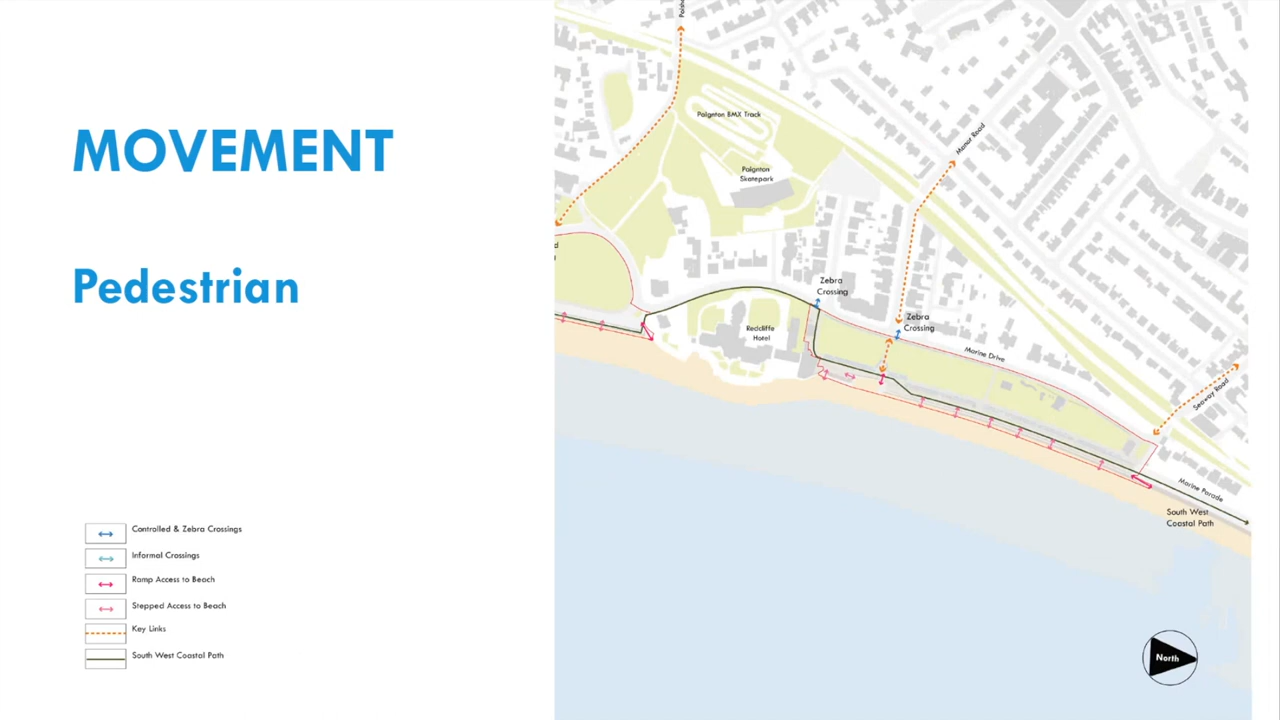 MOVEMENT
Pedestrian
Controlled & Zebra Crossings
Informal Crossings
Ramp Access to Beach
Stepped Access to Beach
Key Links
South West Coastal Path
Paignton BMX Track
Paignton
Skatepark
Manor Road
Zebra
Crossing
Zebra
Crossing
Redcliffe
Hotel
Marine Drive
Seaway Road
Marine Parade
South West
Coastal Path
North